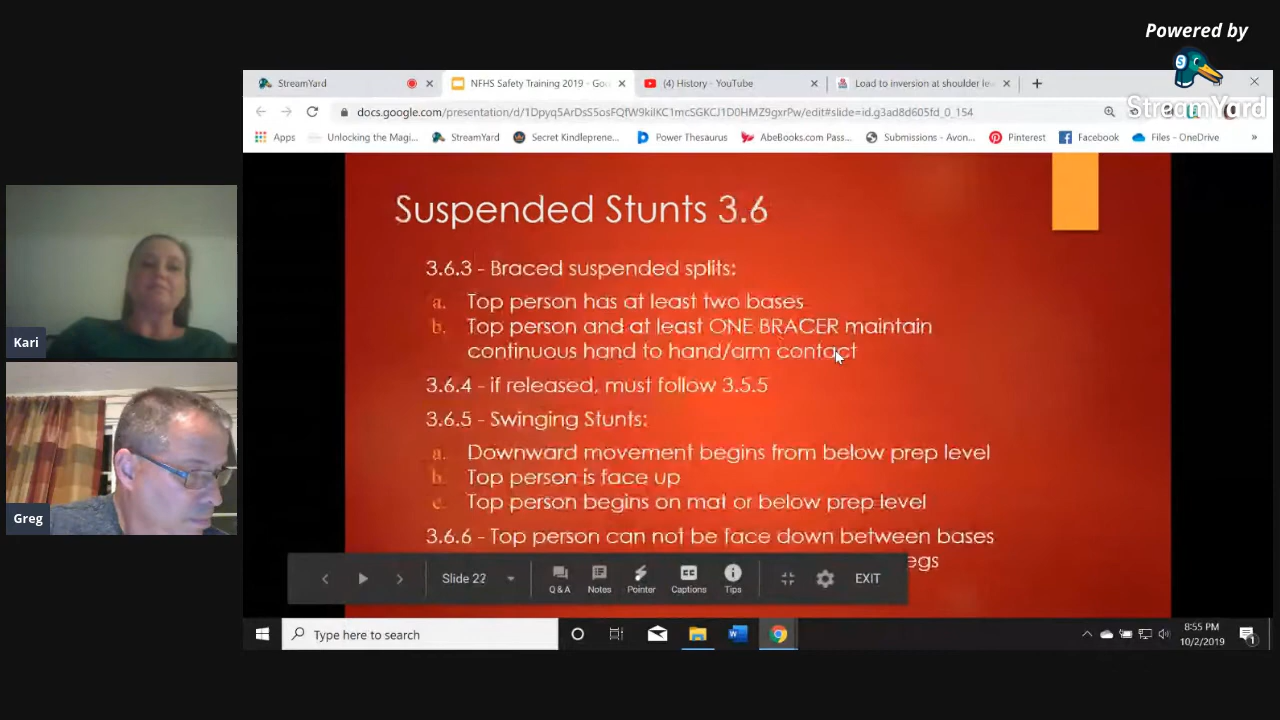 Powered by
StreamYard
StreamYard
NFHS Safety Training 2019 - Goo
(4) History - YouTube
Load to inversion at shoulder le
docs.google.com/presentation/d/1Dpyq5ArDsS5osFQfW9kilKC1mcSGKCJ1D0HMZ9gxrPw/edit#slide=id.g3ad8d605fd_0_154
Apps
Unlocking the Magi...
StreamYard
Secret Kindleprene...
Power Thesaurus
AbeBooks.com Pass...
Submissions - Avon...
Pinterest
Facebook
Files - OneDrive
»
Suspended Stunts 3.6
3.6.3 - Braced suspended splits:
a. Top person has at least two bases
b. Top person and at least ONE BRACER maintain
continuous hand to hand/arm contact
3.6.4 - if released, must follow 3.5.5
3.6.5 - Swinging Stunts:
a. Downward movement begins from below prep level
b. Top person is face up
c. Top person begins on mat or below prep level
3.6.6 - Top person can not be face down between bases
egs
Slide 22
Q&A
Notes
Pointer
Captions
Tips
EXIT
Kari
Greg
Type here to search
8:55 PM
10/2/2019
1